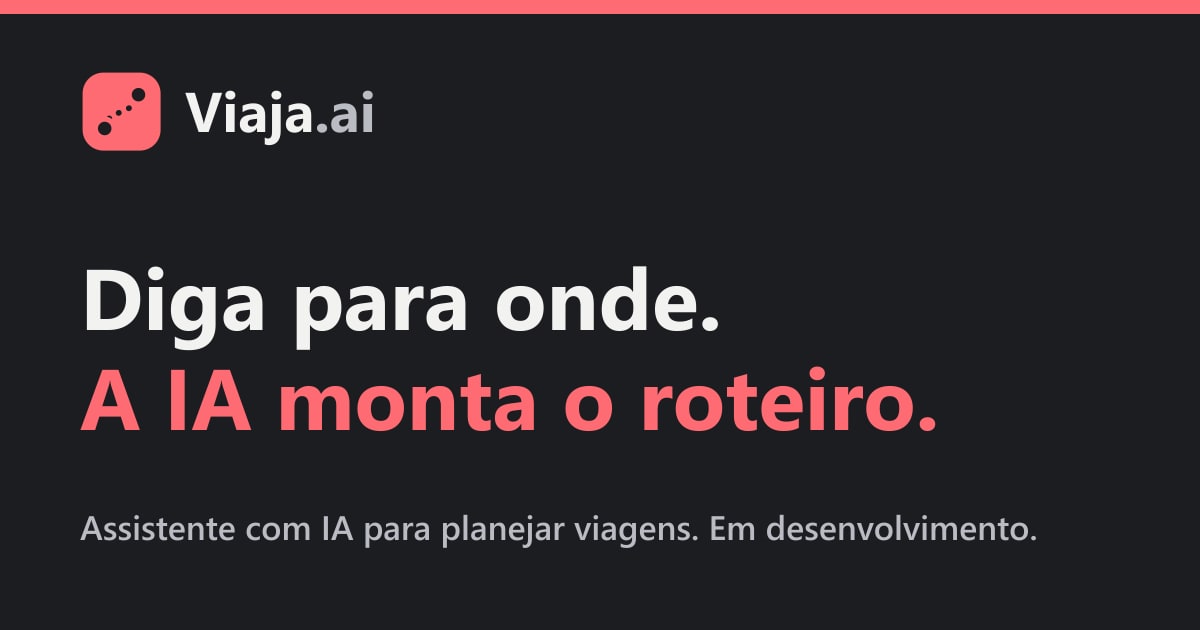 Viaja.ai
Diga para onde.
A IA monta o roteiro.
Assistente com IA para planejar viagens. Em desenvolvimento.